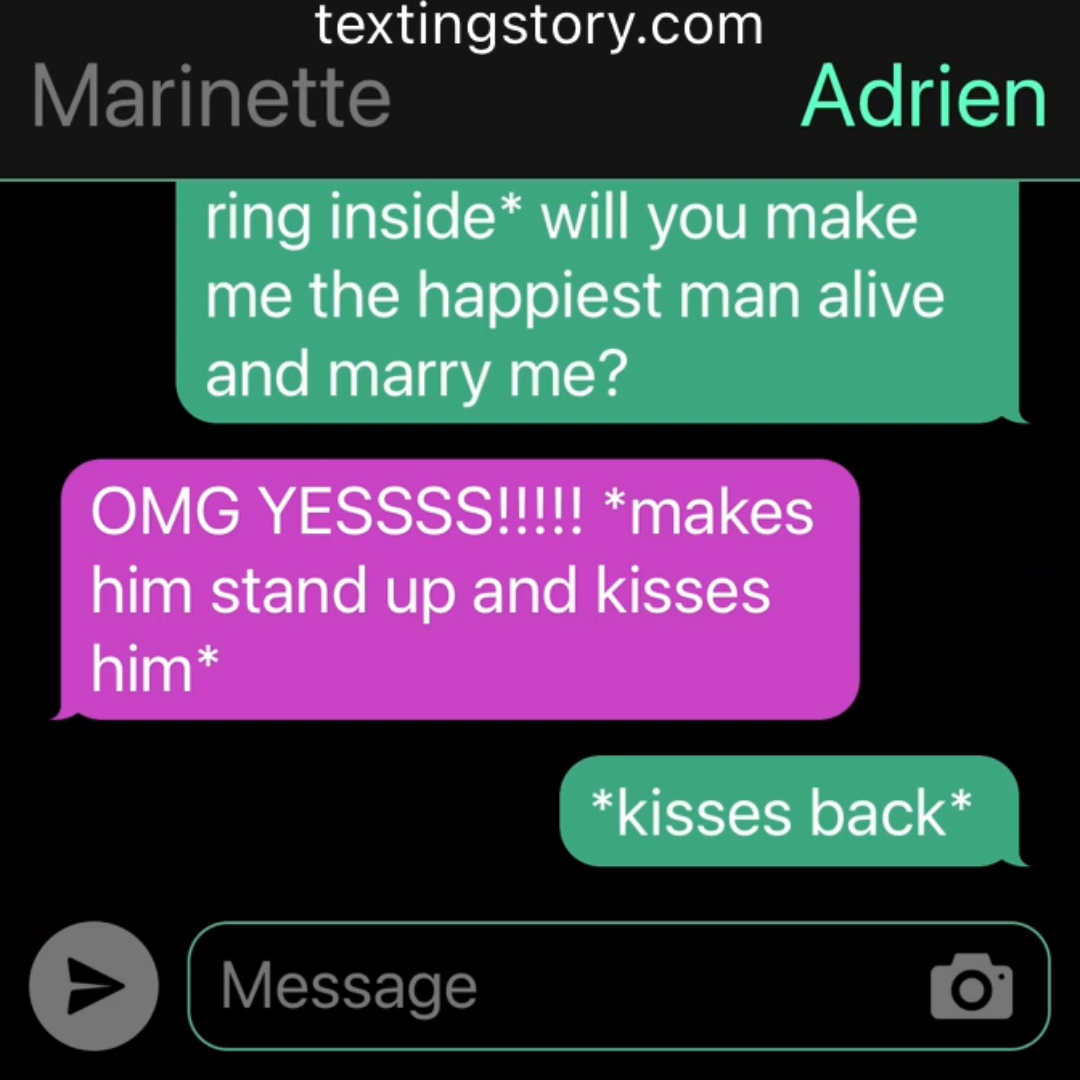 textingstory.com
Marinette Adrien
ring inside* will you make
me the happiest man alive
and marry me?
OMG YESSSS!!!!! *makes
him stand up and kisses
him*
*kisses back*
Message